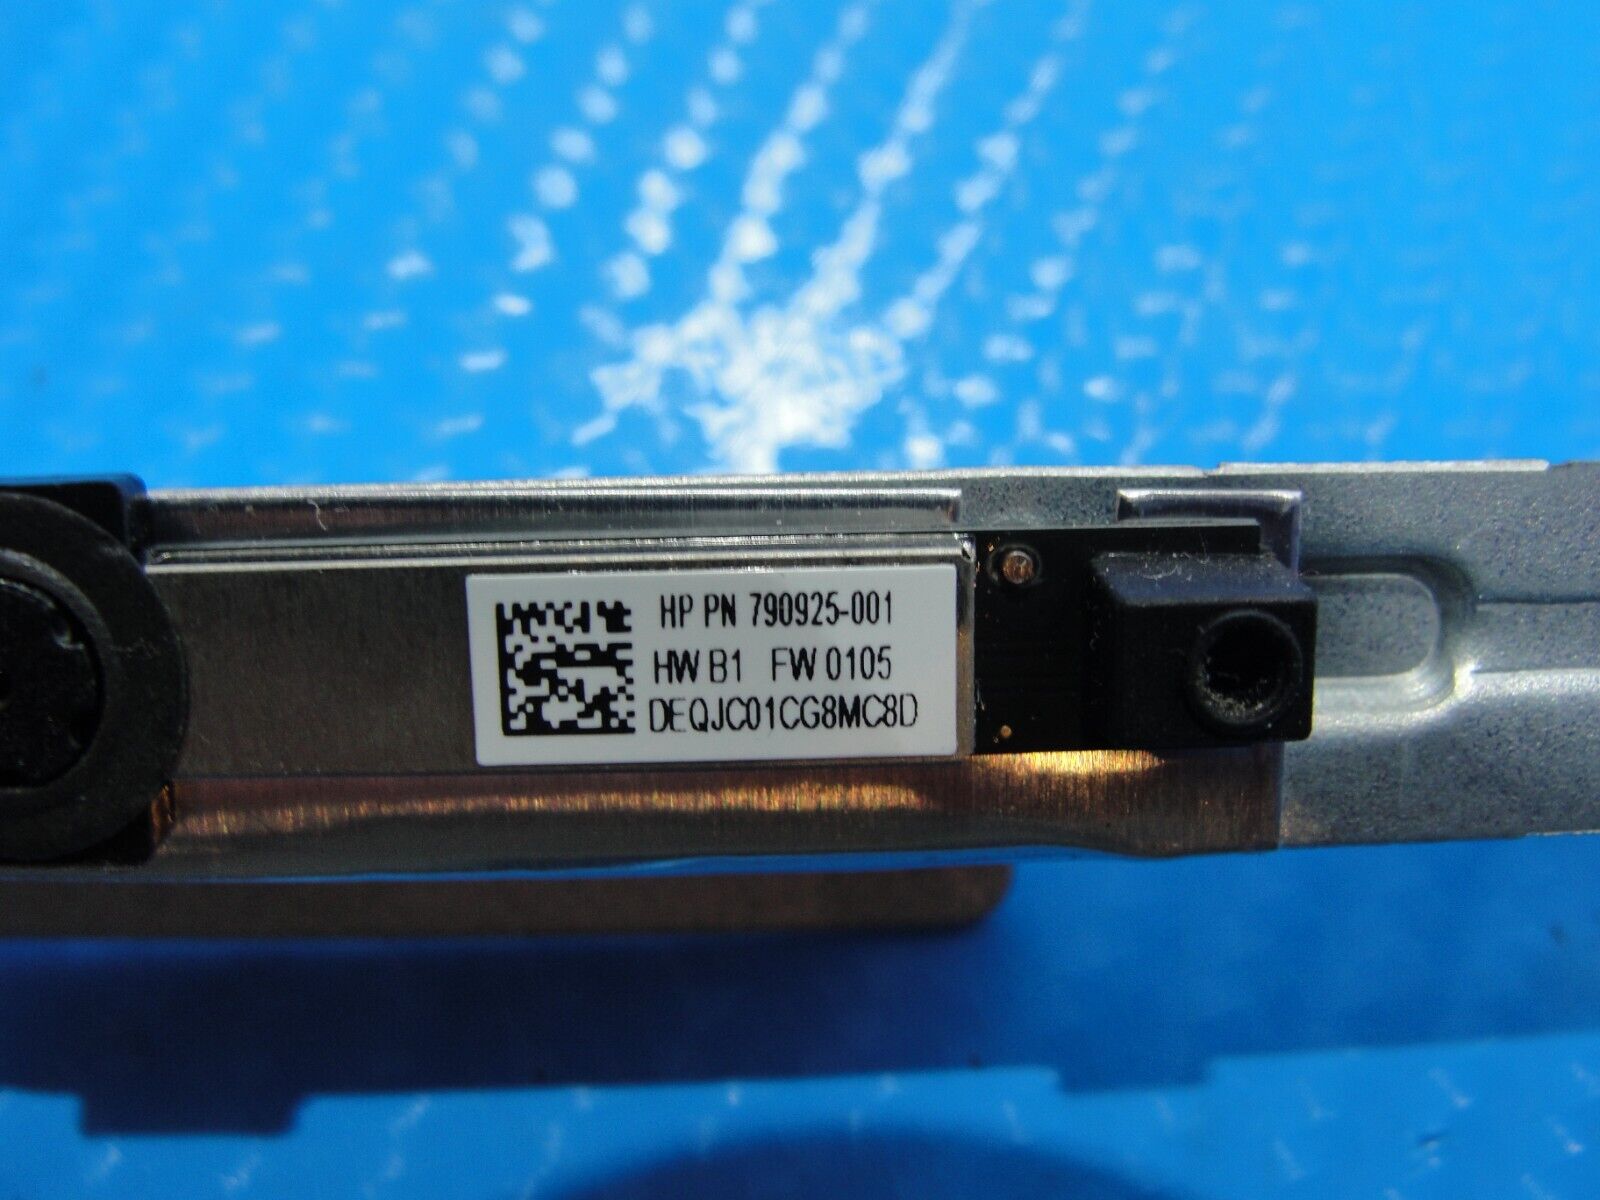 HP PN 790925-001
HW B1 FW 0105
DEQJC01CG8MC8D